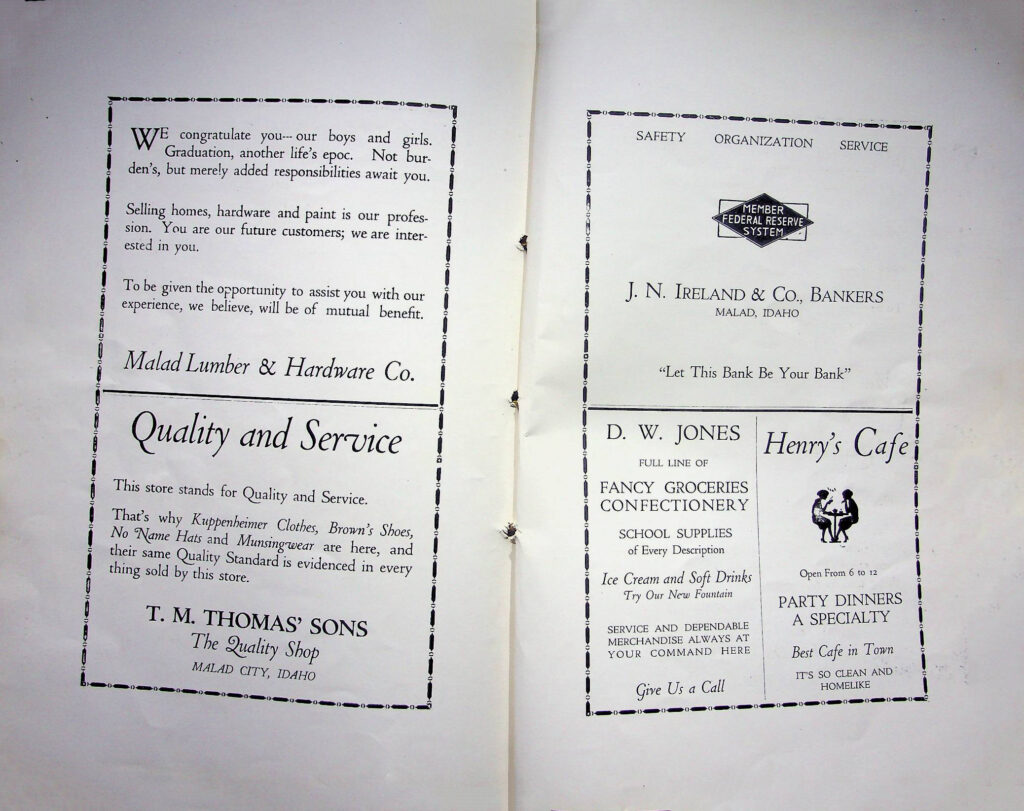 WE congratulate you--- our boys and girls.
Graduation, another life's epoc. Not bur-
den's, but merely added responsibilities await you.
Selling homes, hardware and paint is our profes-
sion. You are our future customers; we are inter-
ested in you.
To be given the opportunity to assist you with our
experience, we believe, will be of mutual benefit.
Malad Lumber & Hardware Co.
Quality and Service
This store stands for Quality and Service.
That's why Kuppenheimer Clothes, Brown's Shoes,
No Name Hats and Munsingwear are here, and
their same Quality Standard is evidenced in every
thing sold by this store.
T. M. THOMAS' SONS
The Quality Shop
MALAD CITY, IDAHO
SAFETY ORGANIZATION SERVICE
MEMBER
FEDERAL RESERVE
SYSTEM
J. N. IRELAND & CO., BANKERS
MALAD, IDAHO
"Let This Bank Be Your Bank"
D. W. JONES
FULL LINE OF
FANCY GROCERIES
CONFECTIONERY
SCHOOL SUPPLIES
of Every Description
Ice Cream and Soft Drinks
Try Our New Fountain
SERVICE AND DEPENDABLE
MERCHANDISE ALWAYS AT
YOUR COMMAND HERE
Give Us a Call
Henry's Cafe
Open From 6 to 12
PARTY DINNERS
A SPECIALTY
Best Cafe in Town
IT'S SO CLEAN AND
HOMELIKE